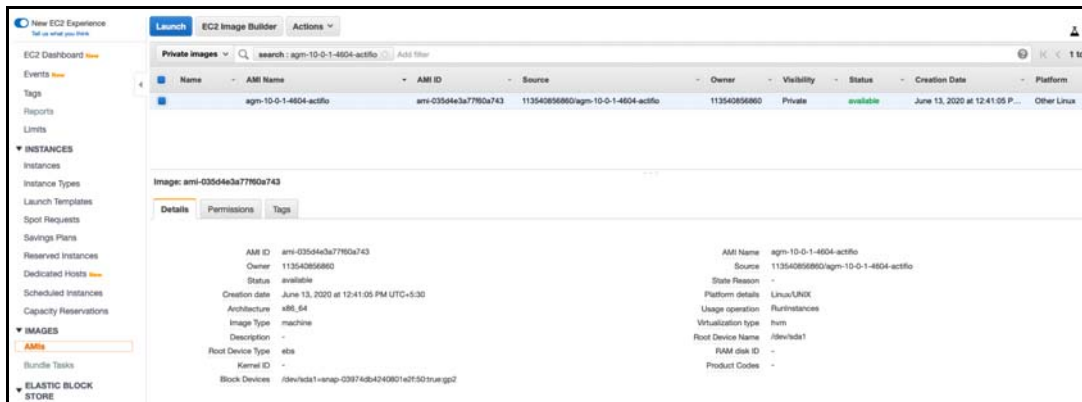 New EC2 Experience
Tell us what you think
EC2 Dashboard New
Events New
Tags
Reports
Limits
INSTANCES
Instances
Instance Types
Launch Templates
Spot Requests
Savings Plans
Reserved Instances
Dedicated Hosts New
Scheduled Instances
Capacity Reservations
IMAGES
AMIs
Bundle Tasks
ELASTIC BLOCK
STORE
Launch EC2 Image Builder Actions
Private images search : agm-10-0-1-4604-actifio Add filter 1 to
Name AMI Name AMI ID Source Owner Visibility Status Creation Date Platform
agm-10-0-1-4604-actifio ami-035d4e3a77f60a743 113540856860/agm-10-0-1-4604-actifio 113540856860 Private available June 13, 2020 at 12:41:05 P... Other Linux
Image: ami-035d4e3a77f60a743
Details Permissions Tags
AMI ID ami-035d4e3a77f60a743 AMI Name agm-10-0-1-4604-actifio
Owner 113540856860 Source 113540856860/agm-10-0-1-4604-actifio
Status available State Reason -
Creation date June 13, 2020 at 12:41:05 PM UTC+5:30 Platform details Linux/UNIX
Architecture x86_64 Usage operation RunInstances
Image Type machine Virtualization type hvm
Description - Root Device Name /dev/sda1
Root Device Type ebs RAM disk ID -
Kernel ID - Product Codes -
Block Devices /dev/sda1=snap-03974db4240801e2f:50:true:gp2